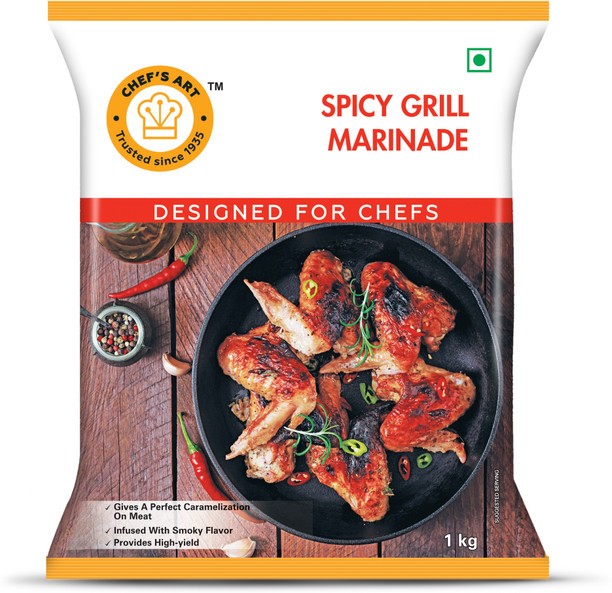 CHEF'S ART
Trusted since 1935
TM
SPICY GRILL
MARINADE
DESIGNED FOR CHEFS
✓ Gives A Perfect Caramelization
On Meat
✓ Infused With Smoky Flavor
✓ Provides High-yield
SUGGESTED SERVING
1 kg